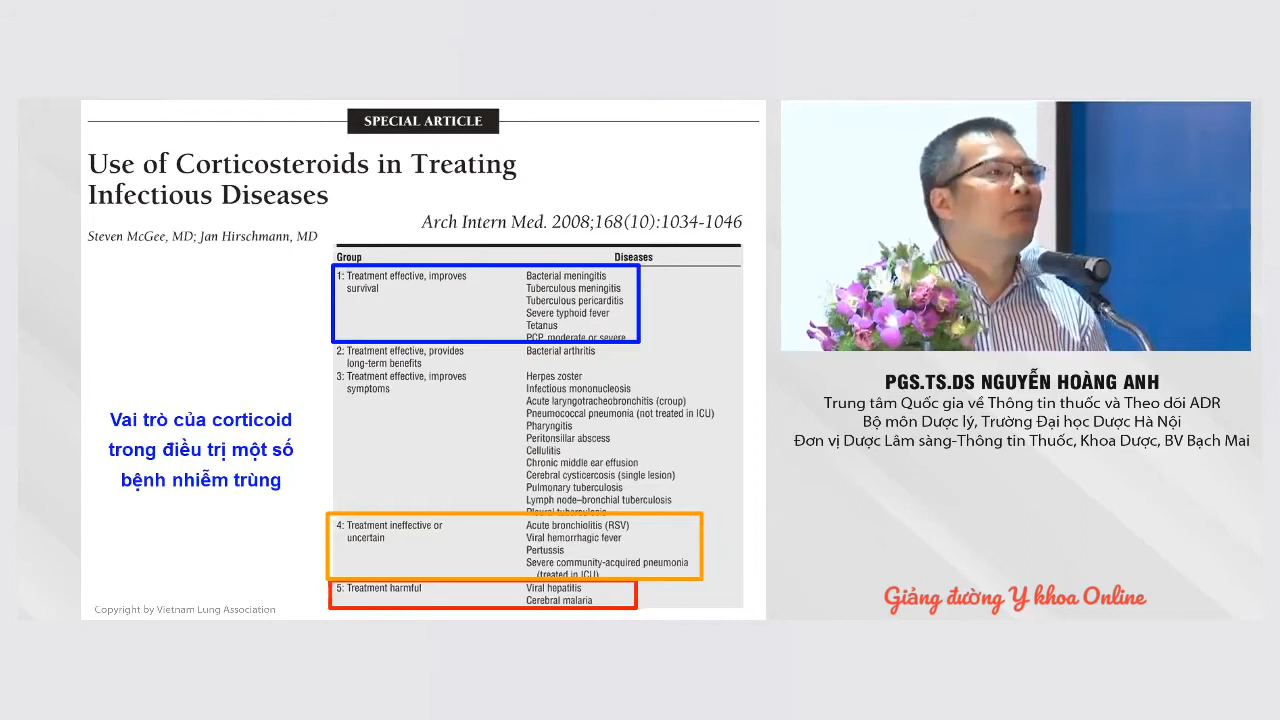 SPECIAL ARTICLE
Use of Corticosteroids in Treating
Infectious Diseases
Arch Intern Med. 2008;168(10):1034-1046
Steven McGee, MD; Jan Hirschmann, MD
Group Diseases
1: Treatment effective, improves Bacterial meningitis
survival Tuberculous meningitis
Tuberculous pericarditis
Severe typhoid fever
Tetanus
PCP, moderate or severe
2: Treatment effective, provides Bacterial arthritis
long-term benefits
3: Treatment effective, improves Herpes zoster
symptoms Infectious mononucleosis
Acute laryngotracheobronchitis (croup)
Pneumococcal pneumonia (not treated in ICU)
Pharyngitis
Peritonsillar abscess
Cellulitis
Chronic middle ear effusion
Cerebral cysticercosis (single lesion)
Pulmonary tuberculosis
Lymph node–bronchial tuberculosis
Pleural tuberculosis
4: Treatment ineffective or Acute bronchiolitis (RSV)
uncertain Viral hemorrhagic fever
Pertussis
Severe community-acquired pneumonia
(treated in ICU)
5: Treatment harmful Viral hepatitis
Cerebral malaria
Vai trò của corticoid
trong điều trị một số
bệnh nhiễm trùng
Copyright by Vietnam Lung Association
PGS.TS.DS NGUYỄN HOÀNG ANH
Trung tâm Quốc gia về Thông tin thuốc và Theo dõi ADR
Bộ môn Dược lý, Trường Đại học Dược Hà Nội
Đơn vị Dược Lâm sàng-Thông tin Thuốc, Khoa Dược, BV Bạch Mai
Giảng đường Y khoa Online